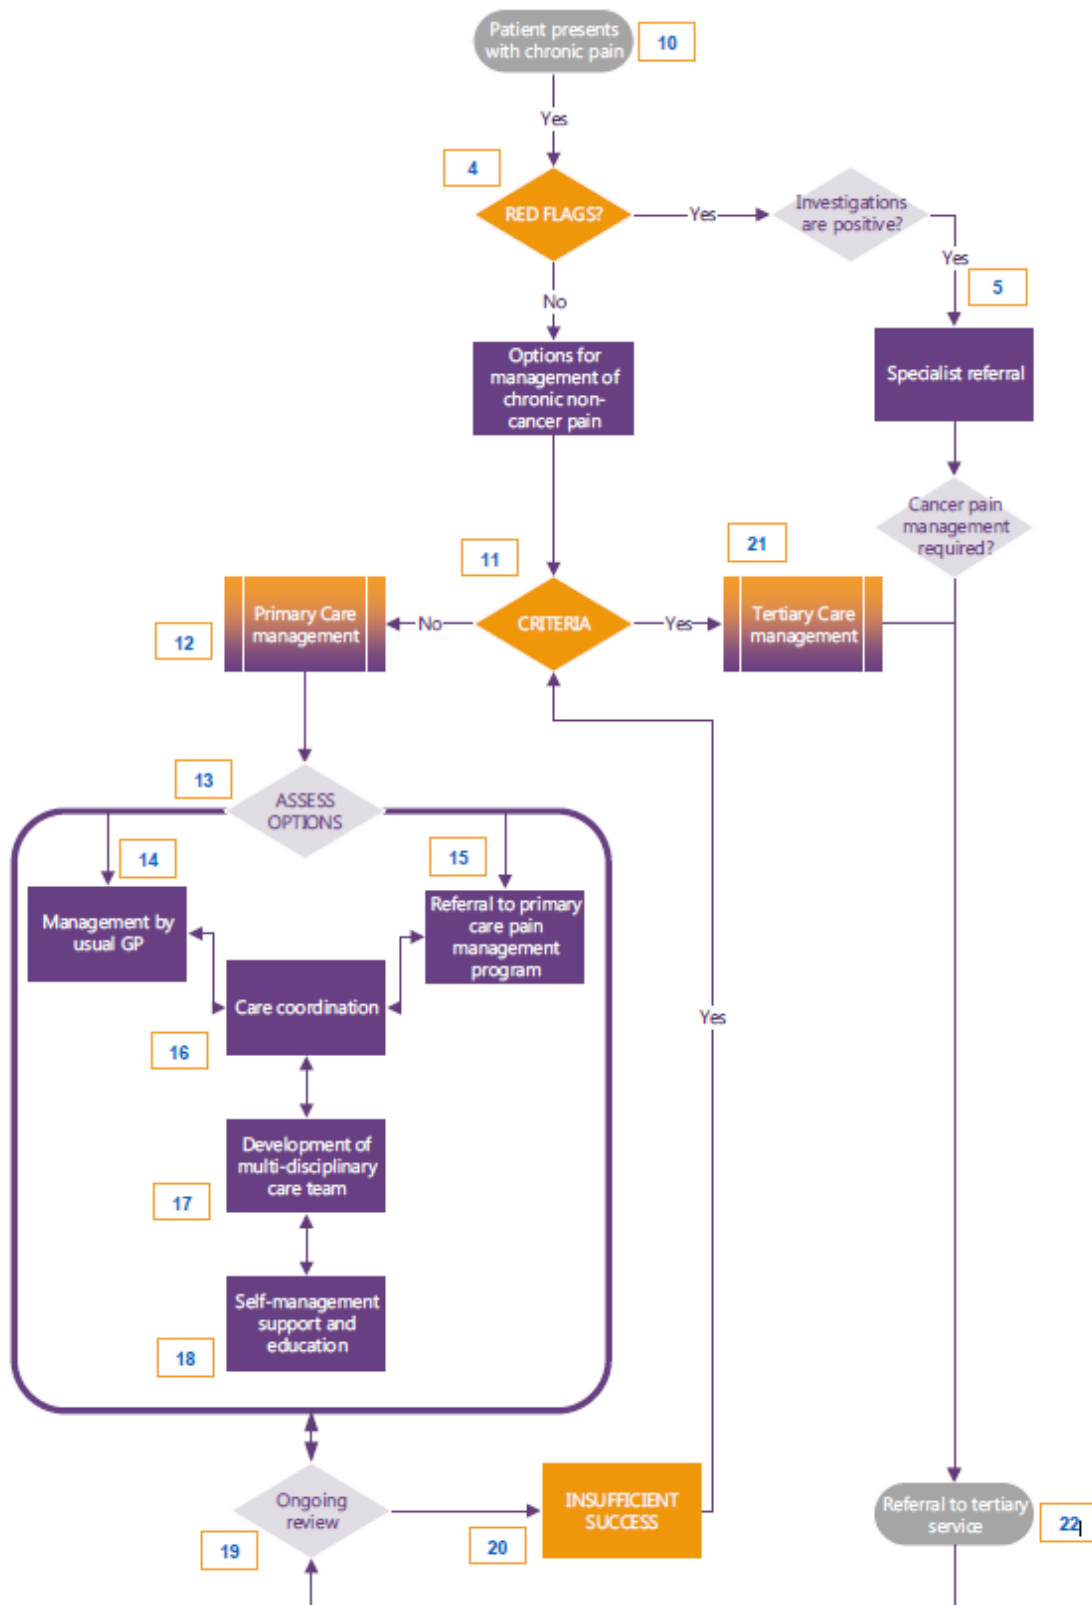 Patient presents
with chronic pain
10
Yes
4
RED FLAGS?
Yes
Investigations
are positive?
Yes
5
No
Options for
management of
chronic non-
cancer pain
Specialist referral
Cancer pain
management
required?
11
21
12
Primary Care
management
No
CRITERIA
Yes
Tertiary Care
management
13
ASSESS
OPTIONS
14
15
Management by
usual GP
Referral to primary
care pain
management
program
Care coordination
16
Yes
Development of
multi-disciplinary
care team
17
Self-management
support and
education
18
Ongoing
review
19
20
INSUFFICIENT
SUCCESS
Referral to tertiary
service
22